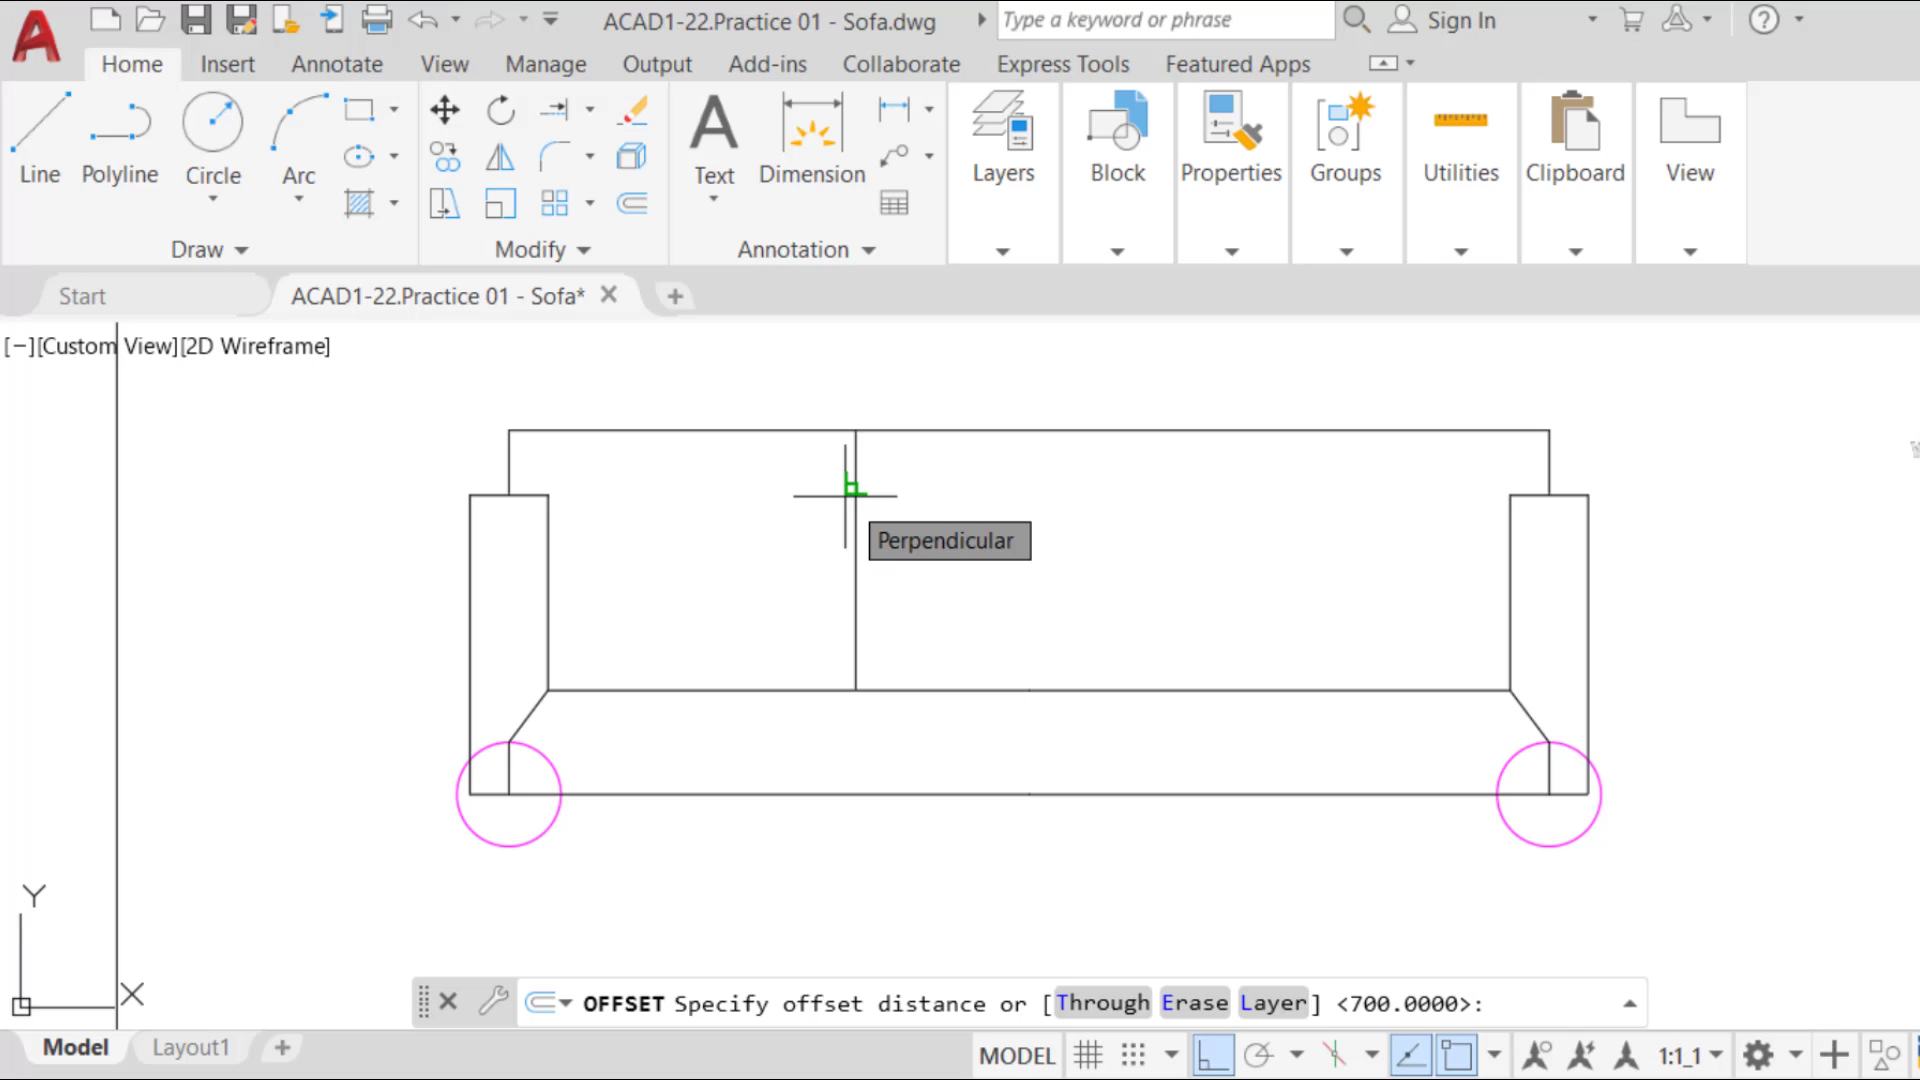 ACAD1-22.Practice 01 - Sofa.dwg
Type a keyword or phrase
Sign In
Home Insert Annotate View Manage Output Add-ins Collaborate Express Tools Featured Apps
Line Polyline Circle Arc Text Dimension Layers Block Properties Groups Utilities Clipboard View
Draw Modify Annotation
Start ACAD1-22.Practice 01 - Sofa*
[−][Custom View][2D Wireframe]
Perpendicular
Y
X
OFFSET Specify offset distance or [Through Erase Layer] <700.0000>:
Model Layout1
MODEL 1:1_1